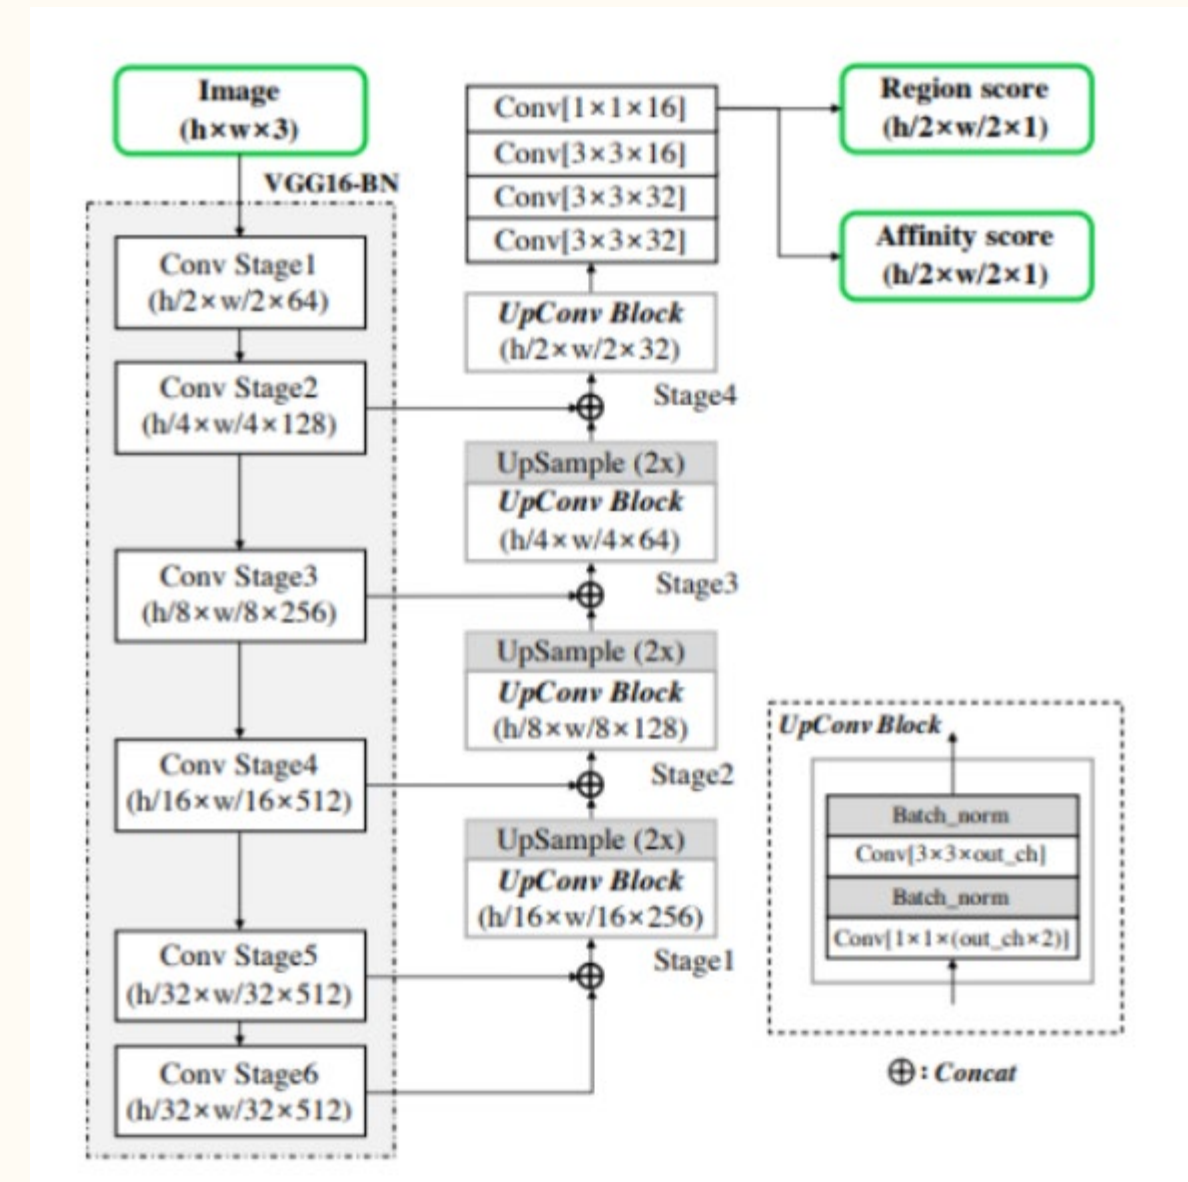 Image
(h×w×3)
VGG16-BN
Conv Stage1
(h/2×w/2×64)
Conv Stage2
(h/4×w/4×128)
Conv Stage3
(h/8×w/8×256)
Conv Stage4
(h/16×w/16×512)
Conv Stage5
(h/32×w/32×512)
Conv Stage6
(h/32×w/32×512)
Conv[1×1×16]
Conv[3×3×16]
Conv[3×3×32]
Conv[3×3×32]
UpConv Block
(h/2×w/2×32)
Stage4
UpSample (2x)
UpConv Block
(h/4×w/4×64)
Stage3
UpSample (2x)
UpConv Block
(h/8×w/8×128)
Stage2
UpSample (2x)
UpConv Block
(h/16×w/16×256)
Stage1
Region score
(h/2×w/2×1)
Affinity score
(h/2×w/2×1)
UpConv Block
Batch_norm
Conv[3×3×out_ch]
Batch_norm
Conv[1×1×(out_ch×2)]
⊕: Concat